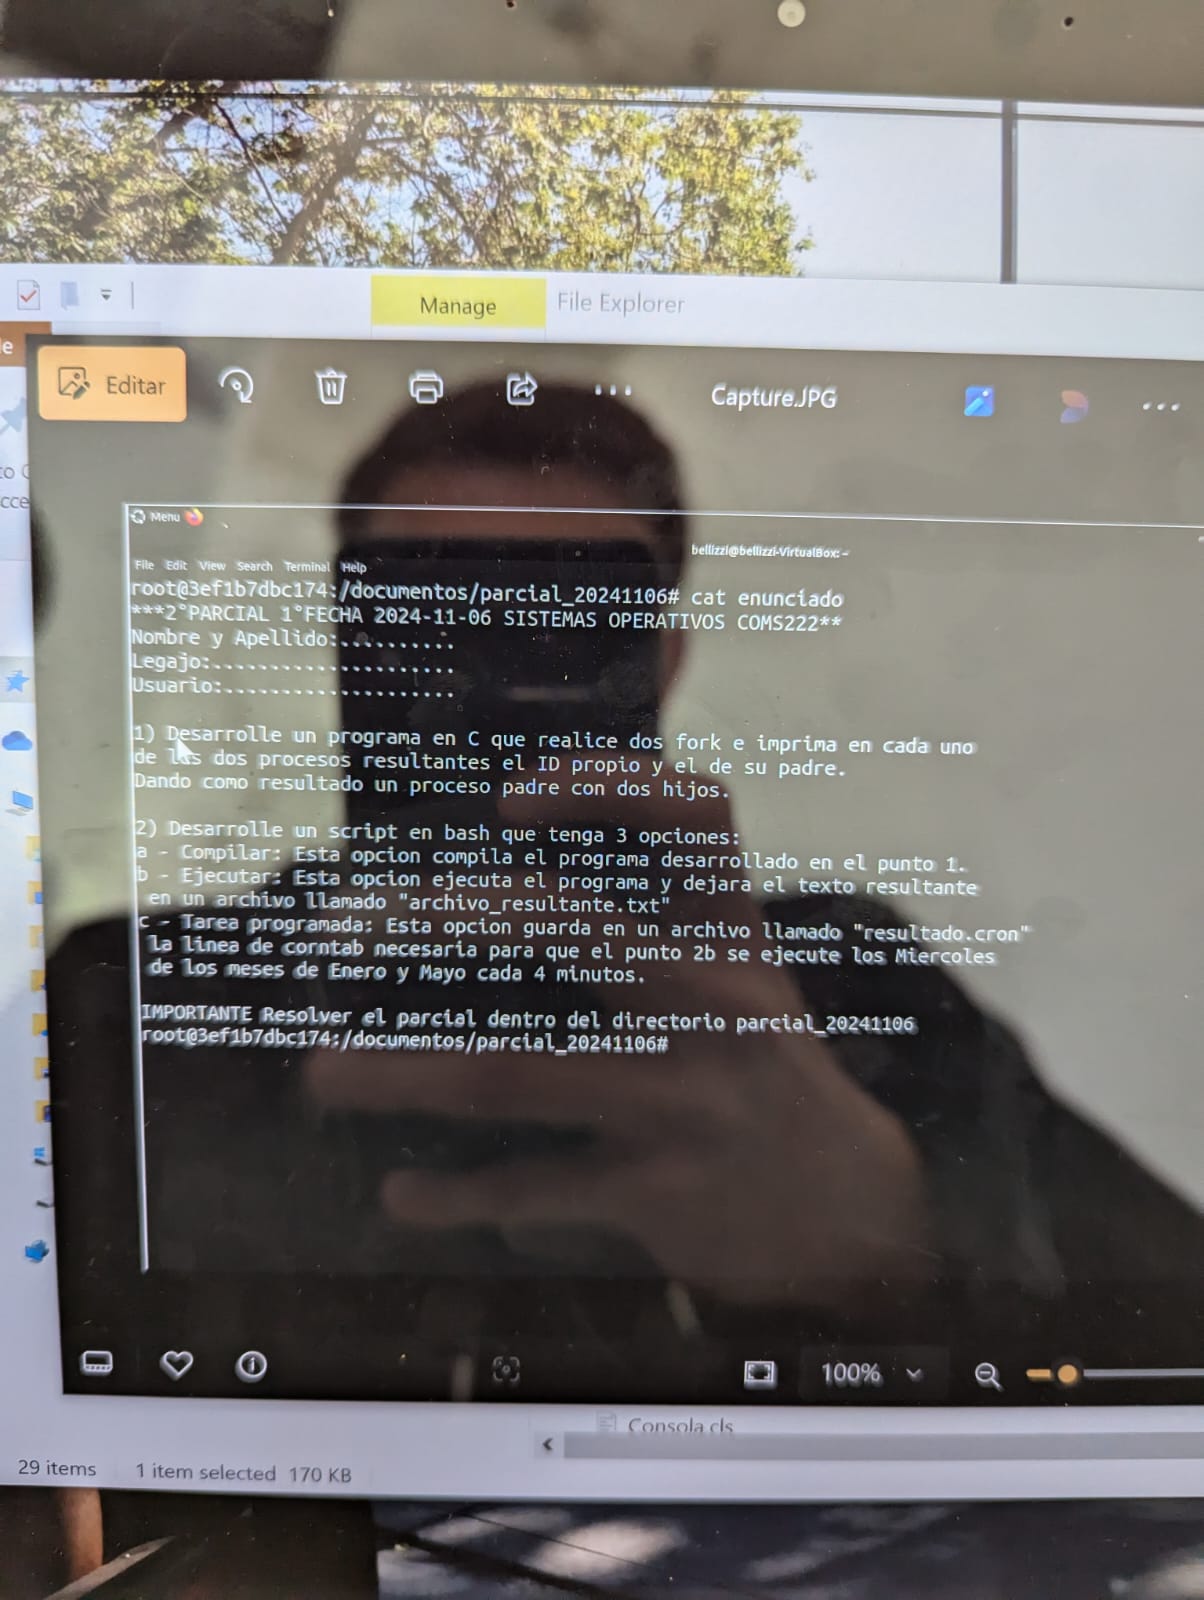 Manage
File Explorer
Editar
Capture.JPG
Menu
bellizzi@bellizzi-VirtualBox: ~
File Edit View Search Terminal Help
root@3ef1b7dbc174:/documentos/parcial_20241106# cat enunciado
***2°PARCIAL 1°FECHA 2024-11-06 SISTEMAS OPERATIVOS COMS222**
Nombre y Apellido:..........
Legajo:.....................
Usuario:....................
1) Desarrolle un programa en C que realice dos fork e imprima en cada uno
de los dos procesos resultantes el ID propio y el de su padre.
Dando como resultado un proceso padre con dos hijos.
2) Desarrolle un script en bash que tenga 3 opciones:
a - Compilar: Esta opcion compila el programa desarrollado en el punto 1.
b - Ejecutar: Esta opcion ejecuta el programa y dejara el texto resultante
en un archivo llamado "archivo_resultante.txt"
c - Tarea programada: Esta opcion guarda en un archivo llamado "resultado.cron"
la linea de corntab necesaria para que el punto 2b se ejecute los Miercoles
de los meses de Enero y Mayo cada 4 minutos.
IMPORTANTE Resolver el parcial dentro del directorio parcial_20241106
root@3ef1b7dbc174:/documentos/parcial_20241106#
100%
Consola.cls
29 items 1 item selected 170 KB